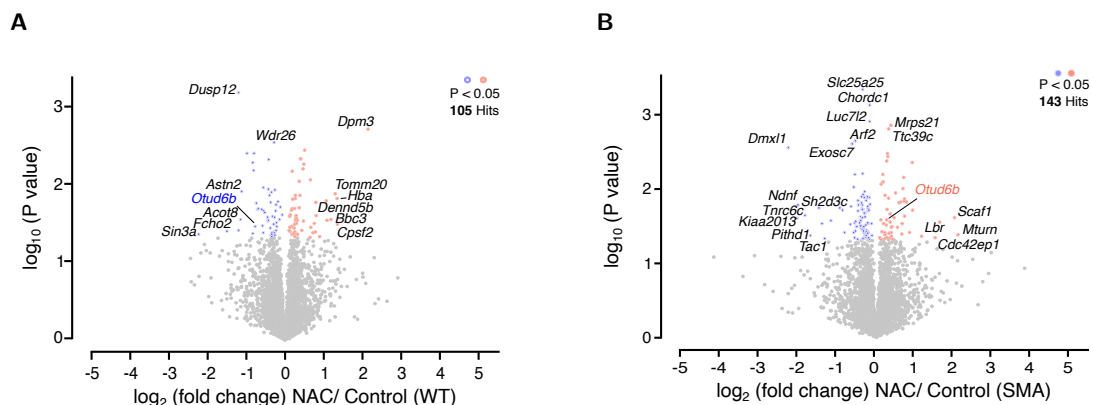 A
P < 0.05
105 Hits
Dusp12
Dpm3
Wdr26
Astn2
Tomm20
Otud6b
Hba
Dennd5b
Acot8
Bbc3
Fcho2
Sin3a
Cpsf2
log10 (P value)
3
2
1
0
-5 -4 -3 -2 -1 0 1 2 3 4 5
log2 (fold change) NAC/ Control (WT)
B
P < 0.05
143 Hits
Slc25a25
Chordc1
Luc7l2
Mrps21
Arf2
Ttc39c
Dmxl1
Exosc7
Otud6b
Ndnf
Sh2d3c
Tnrc6c
Scaf1
Kiaa2013
Lbr
Mturn
Pithd1
Tac1
Cdc42ep1
log10 (P value)
3
2
1
0
-5 -4 -3 -2 -1 0 1 2 3 4 5
log2 (fold change) NAC/ Control (SMA)